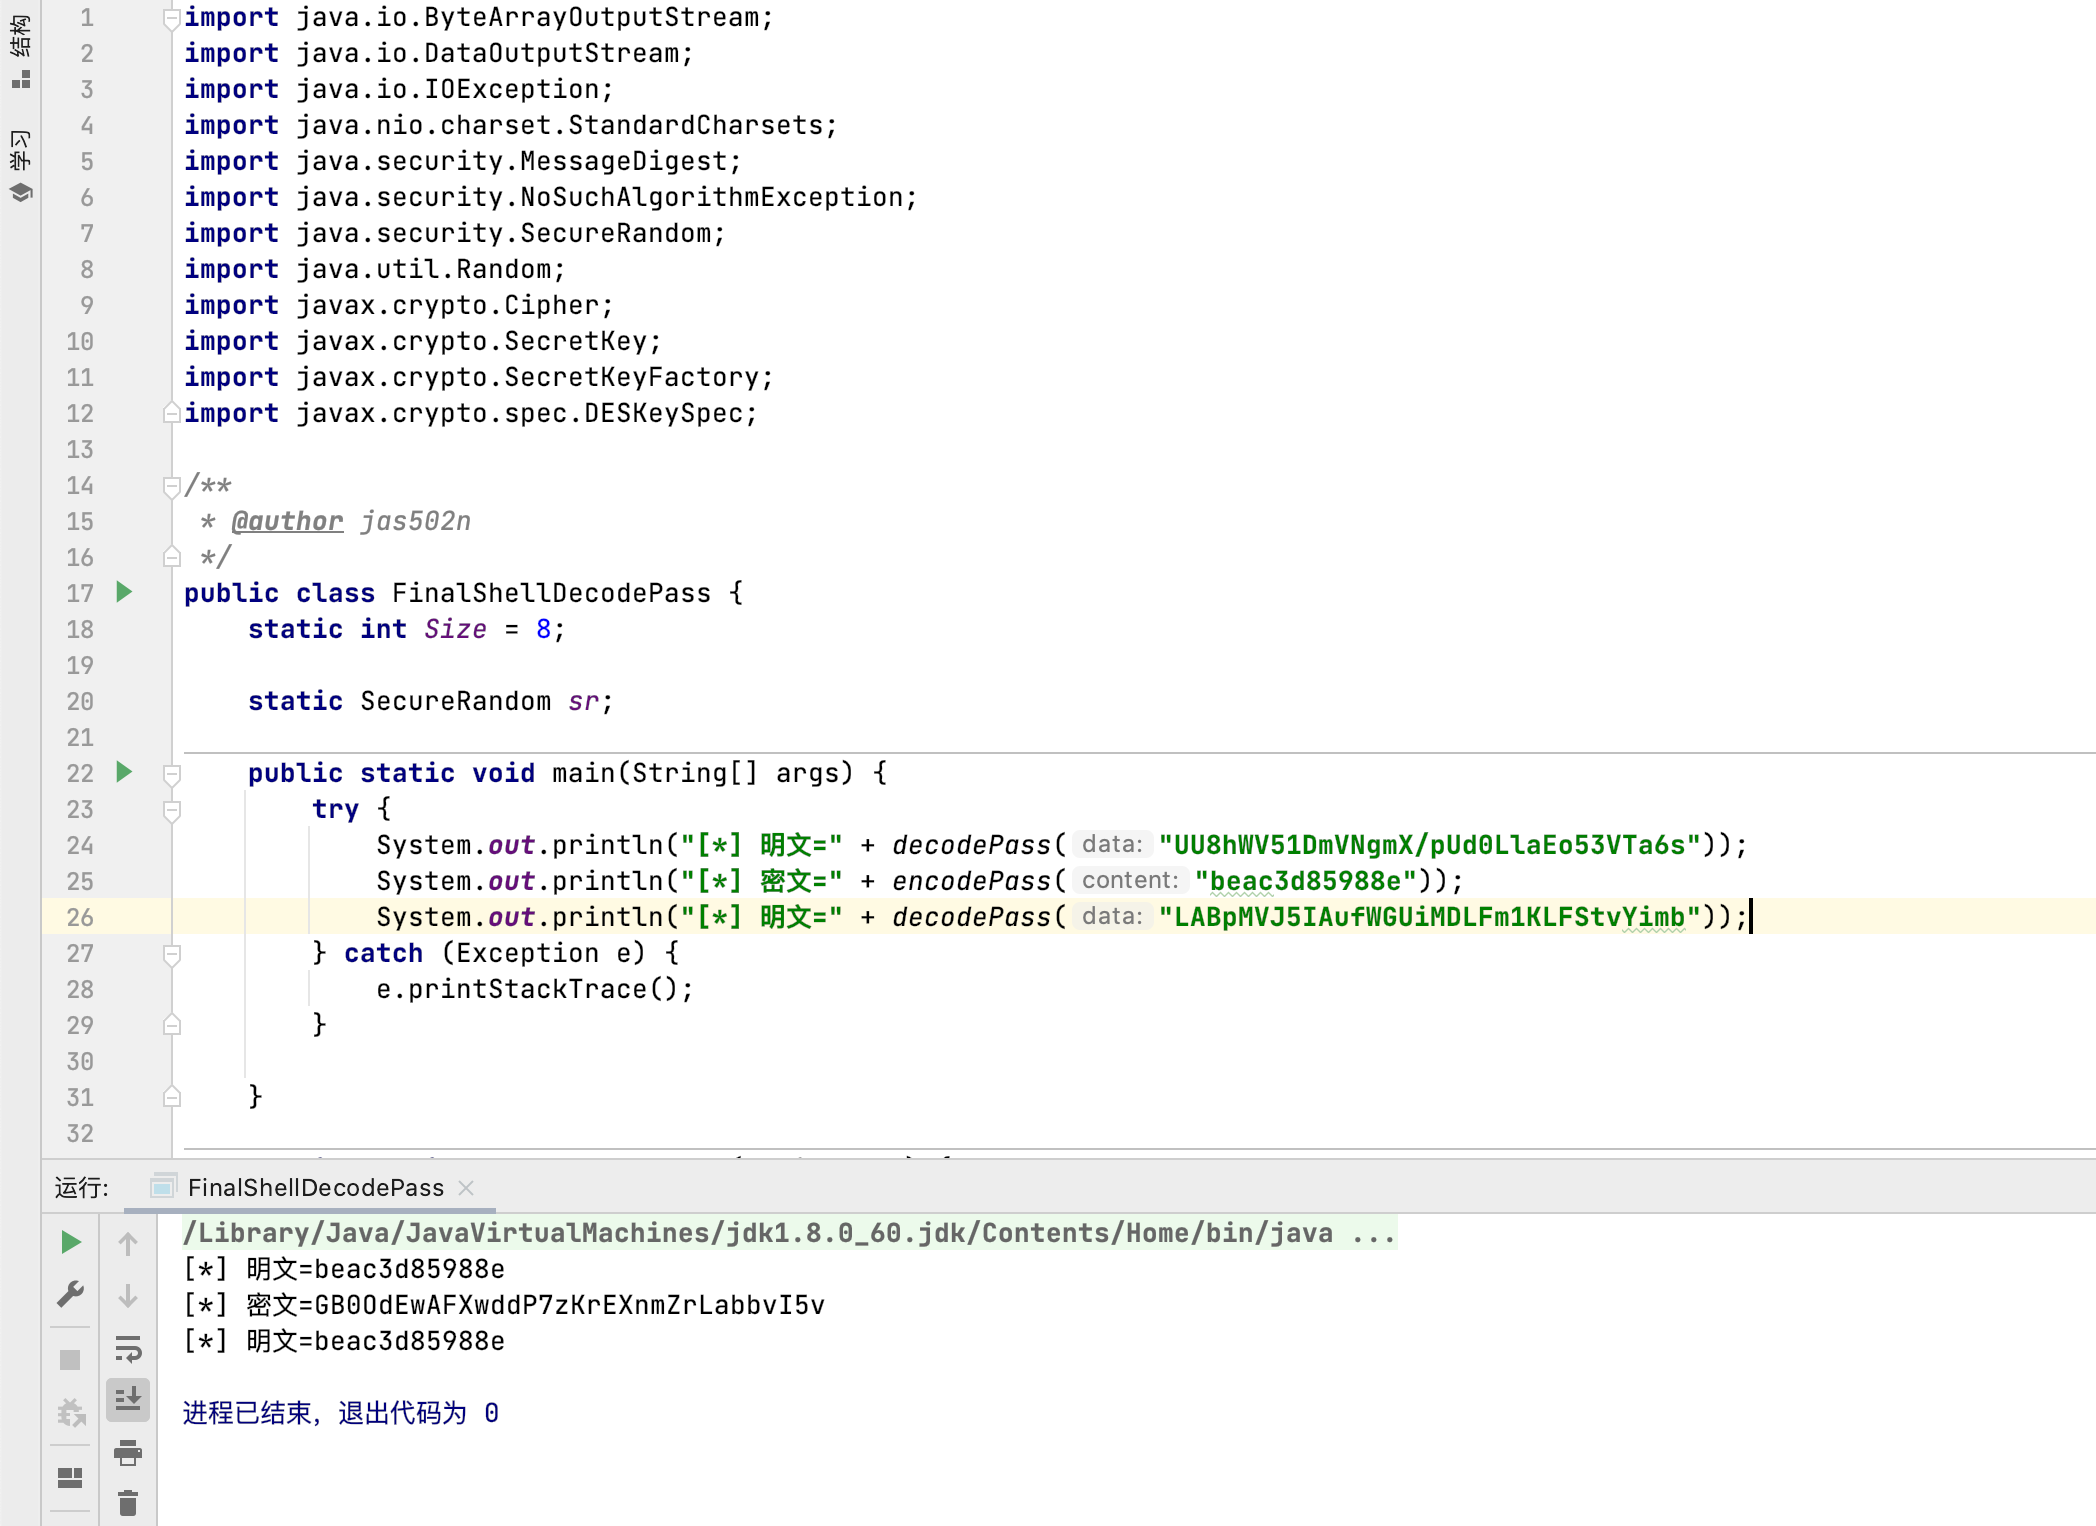 结构
学习
1 import java.io.ByteArrayOutputStream;
2 import java.io.DataOutputStream;
3 import java.io.IOException;
4 import java.nio.charset.StandardCharsets;
5 import java.security.MessageDigest;
6 import java.security.NoSuchAlgorithmException;
7 import java.security.SecureRandom;
8 import java.util.Random;
9 import javax.crypto.Cipher;
10 import javax.crypto.SecretKey;
11 import javax.crypto.SecretKeyFactory;
12 import javax.crypto.spec.DESKeySpec;
13
14 /**
15  * @author jas502n
16  */
17 public class FinalShellDecodePass {
18     static int Size = 8;
19
20     static SecureRandom sr;
21
22     public static void main(String[] args) {
23         try {
24             System.out.println("[*] 明文=" + decodePass( data: "UU8hWV51DmVNgmX/pUd0LlaEo53VTa6s"));
25             System.out.println("[*] 密文=" + encodePass( content: "beac3d85988e"));
26             System.out.println("[*] 明文=" + decodePass( data: "LABpMVJ5IAufWGUiMDLFm1KLFStvYimb"));
27         } catch (Exception e) {
28             e.printStackTrace();
29         }
30
31     }
32
运行: FinalShellDecodePass
/Library/Java/JavaVirtualMachines/jdk1.8.0_60.jdk/Contents/Home/bin/java ...
[*] 明文=beac3d85988e
[*] 密文=GB0OdEwAFXwddP7zKrEXnmZrLabbvI5v
[*] 明文=beac3d85988e
进程已结束，退出代码为 0